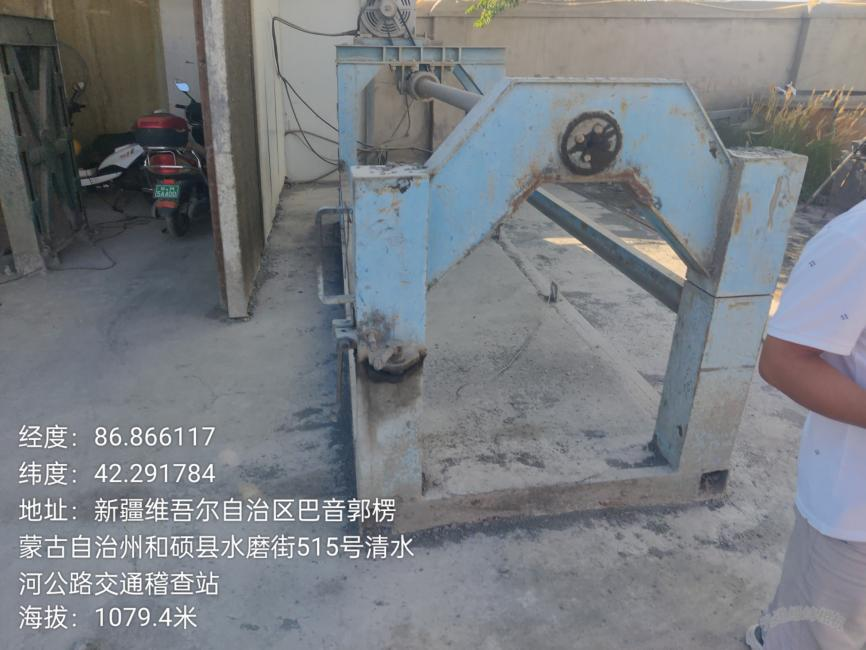 经度：86.866117
纬度：42.291784
地址：新疆维吾尔自治区巴音郭楞
蒙古自治州和硕县水磨街515号清水
河公路交通稽查站
海拔：1079.4米